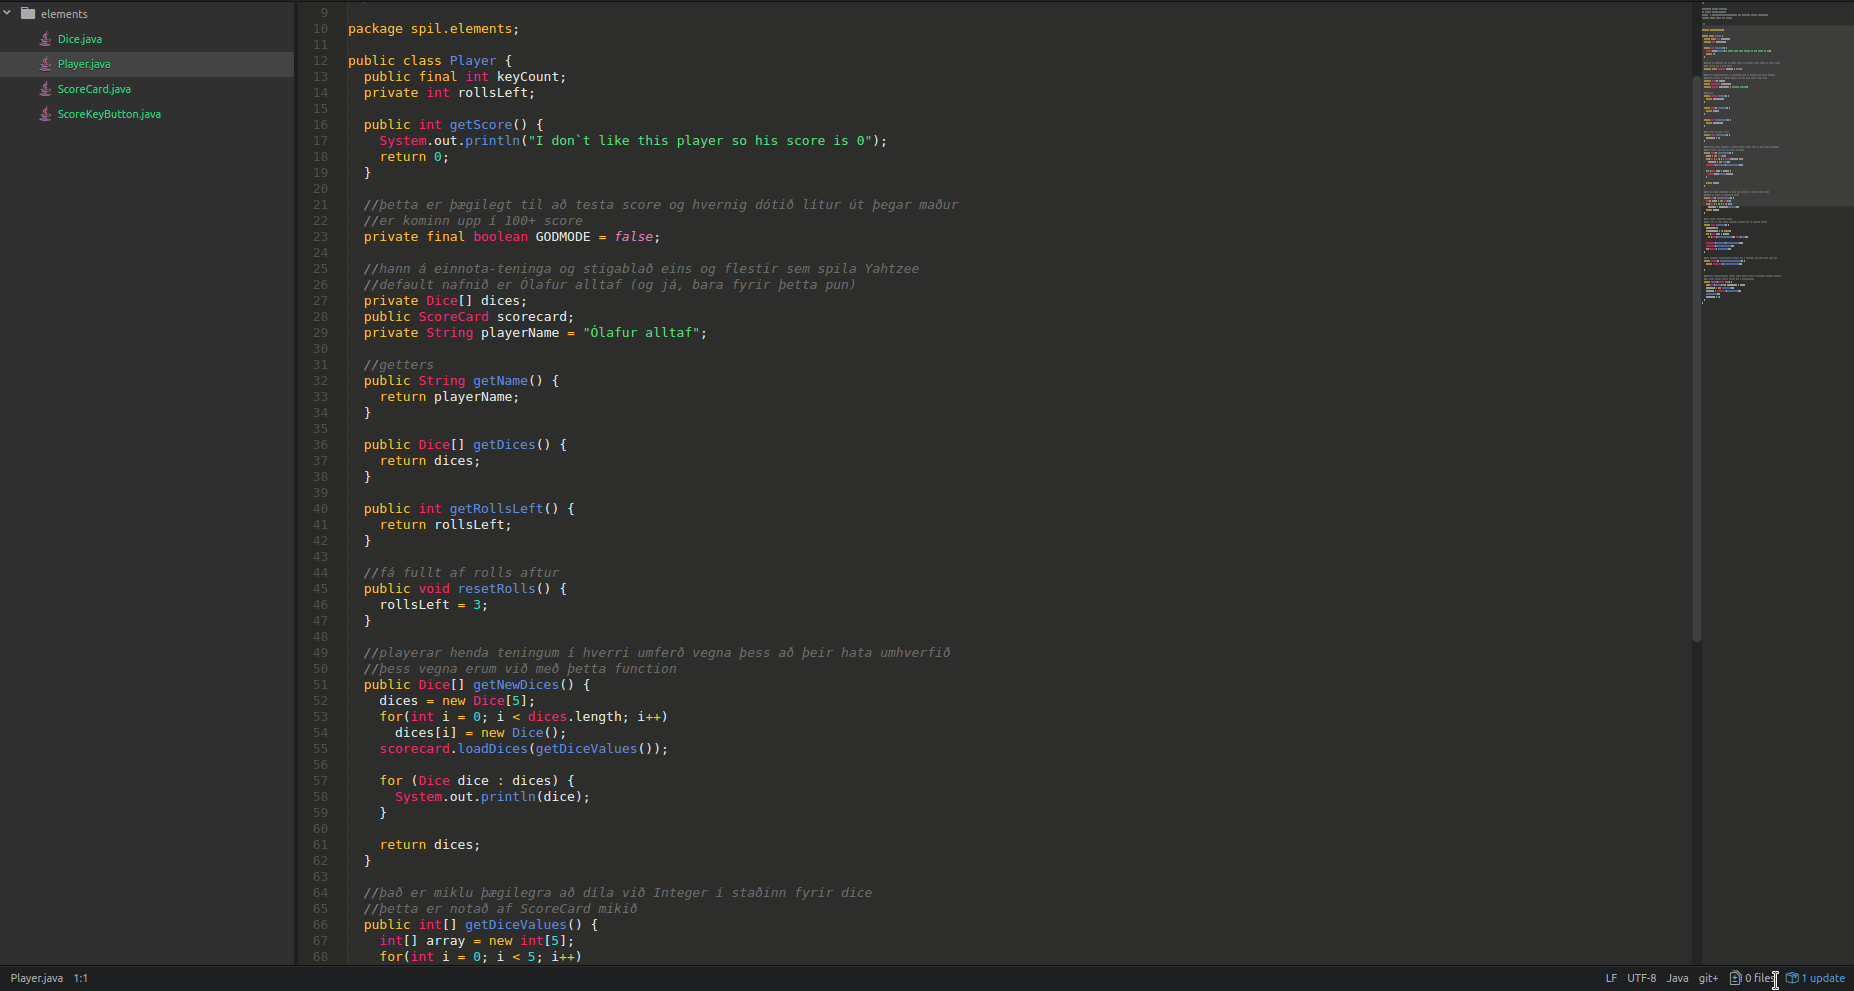 elements
Dice.java
Player.java
ScoreCard.java
ScoreKeyButton.java
9
10 package spil.elements;
11
12 public class Player {
13 public final int keyCount;
14 private int rollsLeft;
15
16 public int getScore() {
17 System.out.println("I don`t like this player so his score is 0");
18 return 0;
19 }
20
21 //þetta er þægilegt til að testa score og hvernig dótið lítur út þegar maður
22 //er kominn upp í 100+ score
23 private final boolean GODMODE = false;
24
25 //hann á einnota-teninga og stigablað eins og flestir sem spila Yahtzee
26 //default nafnið er Ólafur alltaf (og já, bara fyrir þetta pun)
27 private Dice[] dices;
28 public ScoreCard scorecard;
29 private String playerName = "Ólafur alltaf";
30
31 //getters
32 public String getName() {
33 return playerName;
34 }
35
36 public Dice[] getDices() {
37 return dices;
38 }
39
40 public int getRollsLeft() {
41 return rollsLeft;
42 }
43
44 //fá fullt af rolls aftur
45 public void resetRolls() {
46 rollsLeft = 3;
47 }
48
49 //playerar henda teningum í hverri umferð vegna þess að þeir hata umhverfið
50 //þess vegna erum við með þetta function
51 public Dice[] getNewDices() {
52 dices = new Dice[5];
53 for(int i = 0; i < dices.length; i++)
54 dices[i] = new Dice();
55 scorecard.loadDices(getDiceValues());
56
57 for (Dice dice : dices) {
58 System.out.println(dice);
59 }
60
61 return dices;
62 }
63
64 //það er miklu þægilegra að díla við Integer í staðinn fyrir dice
65 //þetta er notað af ScoreCard mikið
66 public int[] getDiceValues() {
67 int[] array = new int[5];
68 for(int i = 0; i < 5; i++)
Player.java 1:1 LF UTF-8 Java git+ 0 files 1 update